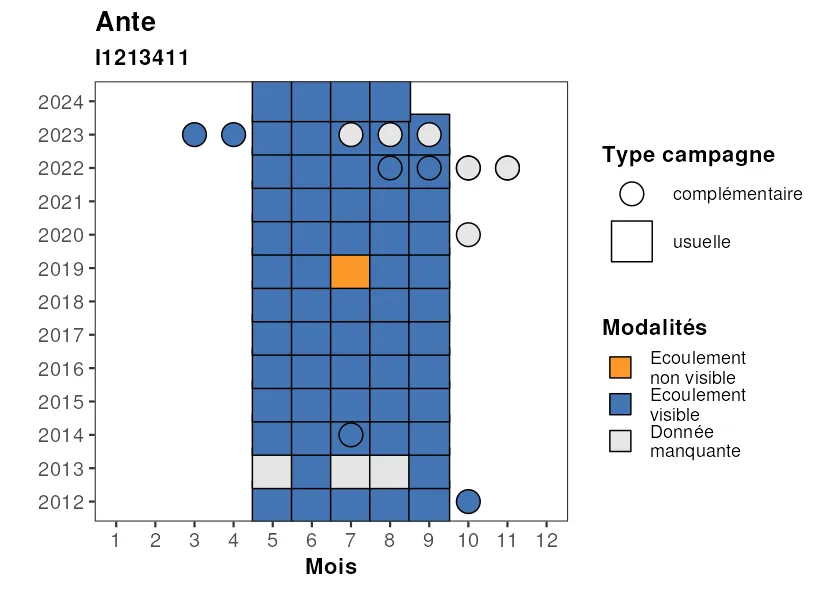 Ante
I1213411
2024
2023
2022
2021
2020
2019
2018
2017
2016
2015
2014
2013
2012
1 2 3 4 5 6 7 8 9 10 11 12
Mois
Type campagne
complémentaire
usuelle
Modalités
Ecoulement
non visible
Ecoulement
visible
Donnée
manquante